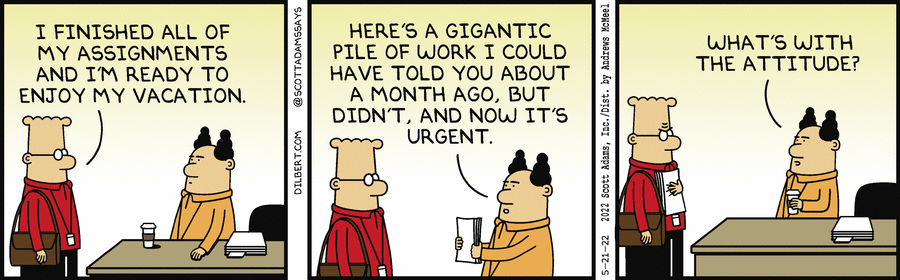 I FINISHED ALL OF
MY ASSIGNMENTS
AND I'M READY TO
ENJOY MY VACATION.
DILBERT.COM @SCOTTADAMSSAYS
HERE'S A GIGANTIC
PILE OF WORK I COULD
HAVE TOLD YOU ABOUT
A MONTH AGO, BUT
DIDN'T, AND NOW IT'S
URGENT.
5-21-22 2022 Scott Adams, Inc./Dist. by Andrews McMeel
WHAT'S WITH
THE ATTITUDE?